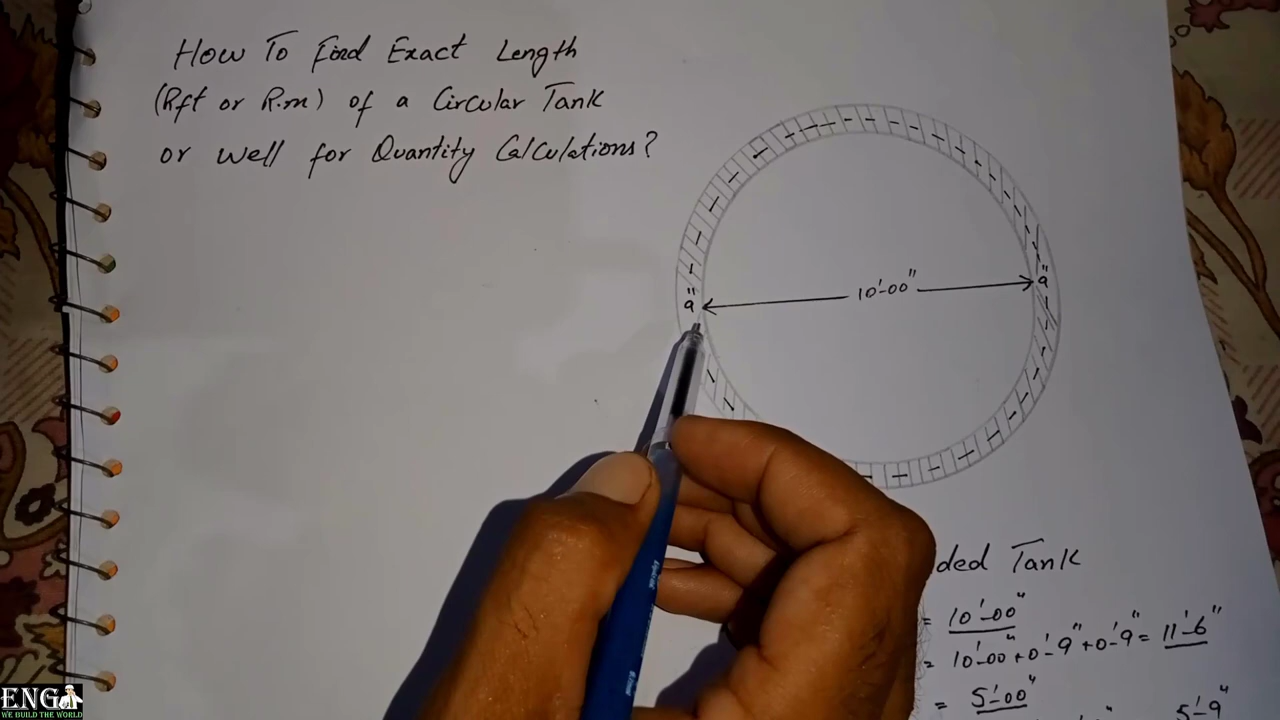 How To Find Exact Length
(Rft or R.m) of a Circular Tank
or Well for Quantity Calculations?
9"
10'-00"
9"
ded Tank
= 10'-00"
= 10'-00"+0'-9"+0'-9" = 11'-6"
= 5'-00"
5'-9"
ENG
WE BUILD THE WORLD